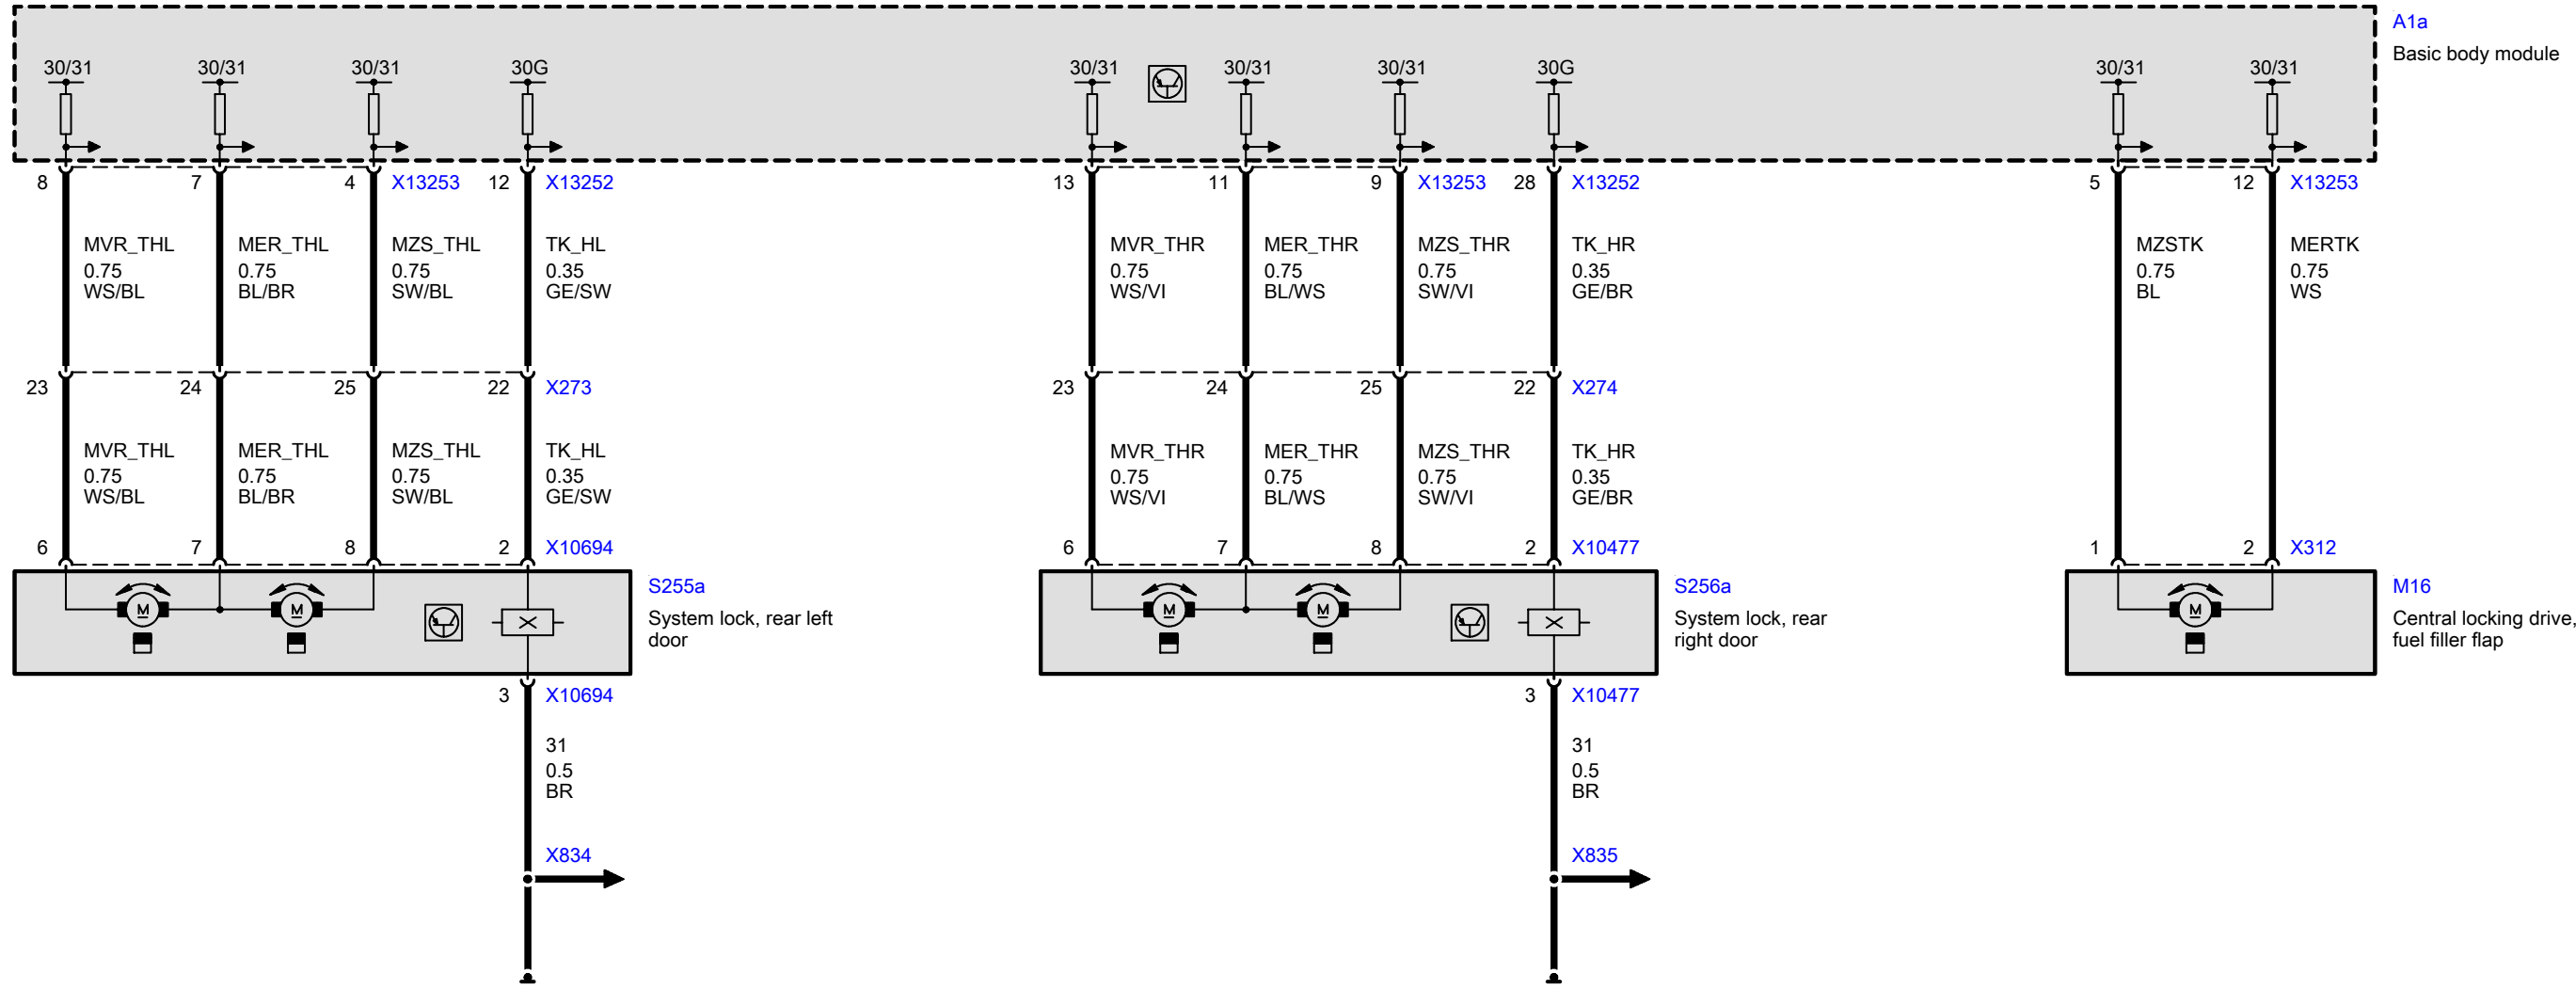 A1a
Basic body module
30/31 30/31 30/31 30G 30/31 30/31 30/31 30G 30/31 30/31
8 7 4 X13253 12 X13252 13 11 9 X13253 28 X13252 5 12 X13253
MVR_THL MER_THL MZS_THL TK_HL MVR_THR MER_THR MZS_THR TK_HR MZSTK MERTK
0.75 0.75 0.75 0.35 0.75 0.75 0.75 0.35 0.75 0.75
WS/BL BL/BR SW/BL GE/SW WS/VI BL/WS SW/VI GE/BR BL WS
23 24 25 22 X273 23 24 25 22 X274
MVR_THL MER_THL MZS_THL TK_HL MVR_THR MER_THR MZS_THR TK_HR
0.75 0.75 0.75 0.35 0.75 0.75 0.75 0.35
WS/BL BL/BR SW/BL GE/SW WS/VI BL/WS SW/VI GE/BR
6 7 8 2 X10694 6 7 8 2 X10477 1 2 X312
M M M M M
S255a
System lock, rear left
door
S256a
System lock, rear
right door
M16
Central locking drive,
fuel filler flap
3 X10694 3 X10477
31 31
0.5 0.5
BR BR
X834 X835